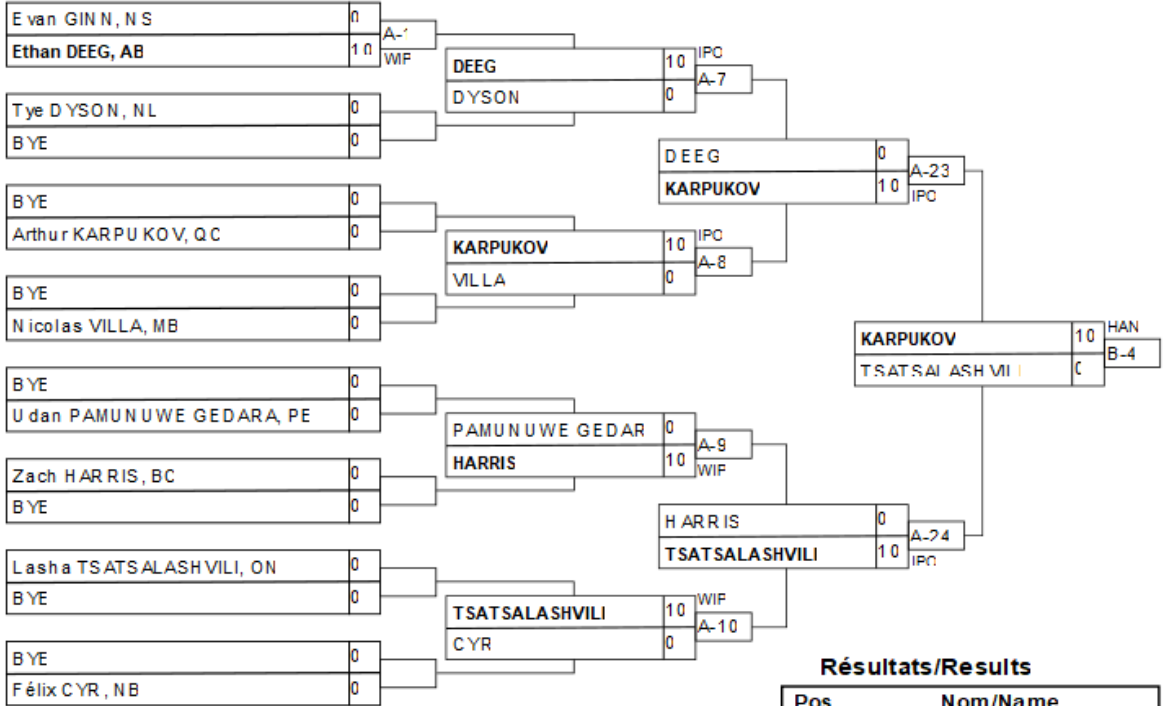 Evan GINN, NS 0
Ethan DEEG, AB 10
A-1
WIF
Tye DYSON, NL 0
BYE 0
BYE 0
Arthur KARPUKOV, QC 0
BYE 0
Nicolas VILLA, MB 0
BYE 0
Udan PAMUNUWE GEDARA, PE 0
Zach HARRIS, BC 0
BYE 0
Lasha TSATSALASHVILI, ON 0
BYE 0
BYE 0
Félix CYR, NB 0
DEEG 10 IPO
DYSON 0 A-7
KARPUKOV 10 IPO
VILLA 0 A-8
PAMUNUWE GEDAR 0 A-9
HARRIS 10 WIF
TSATSALASHVILI 10 WIF
CYR 0 A-10
DEEG 0 A-23
KARPUKOV 10 IPO
HARRIS 0 A-24
TSATSALASHVILI 10 IPO
KARPUKOV 10 HAN
TSATSALASHVILI 0 B-4
Résultats/Results
Pos Nom/Name